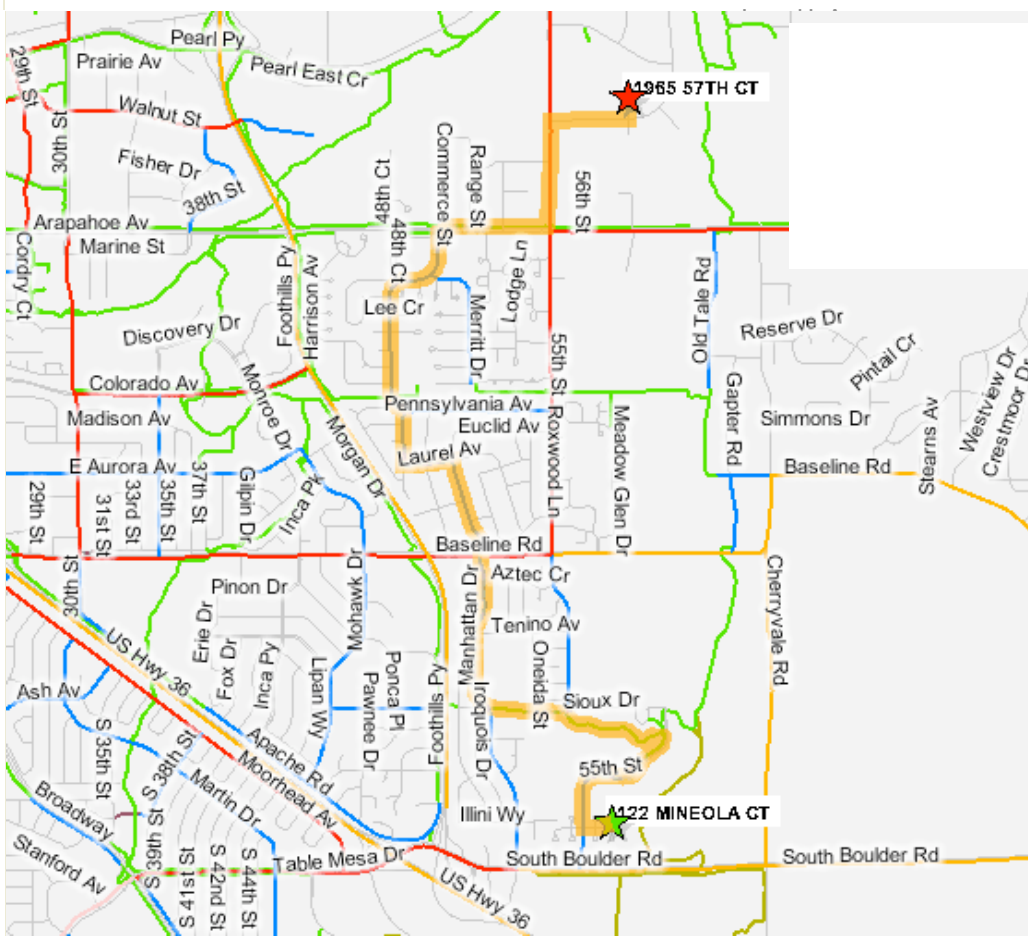 Pearl Py
29th St
Prairie Av
Pearl East Cr
1965 57TH CT
Walnut St
30th St
Fisher Dr
38th St
48th Ct
Commerce St
Range St
56th St
Arapahoe Av
Marine St
48th Ct
Cordry Ct
Foothills Py
Harrison Av
Lodge Ln
Old Tale Rd
Lee Cr
Merritt Dr
Discovery Dr
Reserve Dr
55th St
Pintail Cr
Westview Dr
Crestmoor Dr
Colorado Av
Monroe Dr
Pennsylvania Av
Madison Av
Morgan Dr
Euclid Av
Roxwood Ln
Meadow Glen Dr
Gapter Rd
Simmons Dr
Stearns Av
Laurel Av
E Aurora Av
Baseline Rd
29th St
31st St
33rd St
35th St
37th St
Gilpin Dr
Inca Pk
Baseline Rd
30th St
Pinon Dr
Mohawk Dr
Aztec Cr
Manhattan Dr
Tenino Av
Cherryvale Rd
US Hwy 36
Erie Dr
Fox Dr
Inca Py
Lipan Wy
Ponca Pl
Pawnee Dr
Foothills Py
Iroquois Dr
Oneida St
Sioux Dr
Ash Av
S 35th St
S 38th St
Apache Rd
Moorhead Av
55th St
Martin Dr
Broadway
Illini Wy
122 MINEOLA CT
Stanford Av
S 39th St
S 41st St
S 42nd St
S 44th St
Table Mesa Dr
US Hwy 36
South Boulder Rd
South Boulder Rd